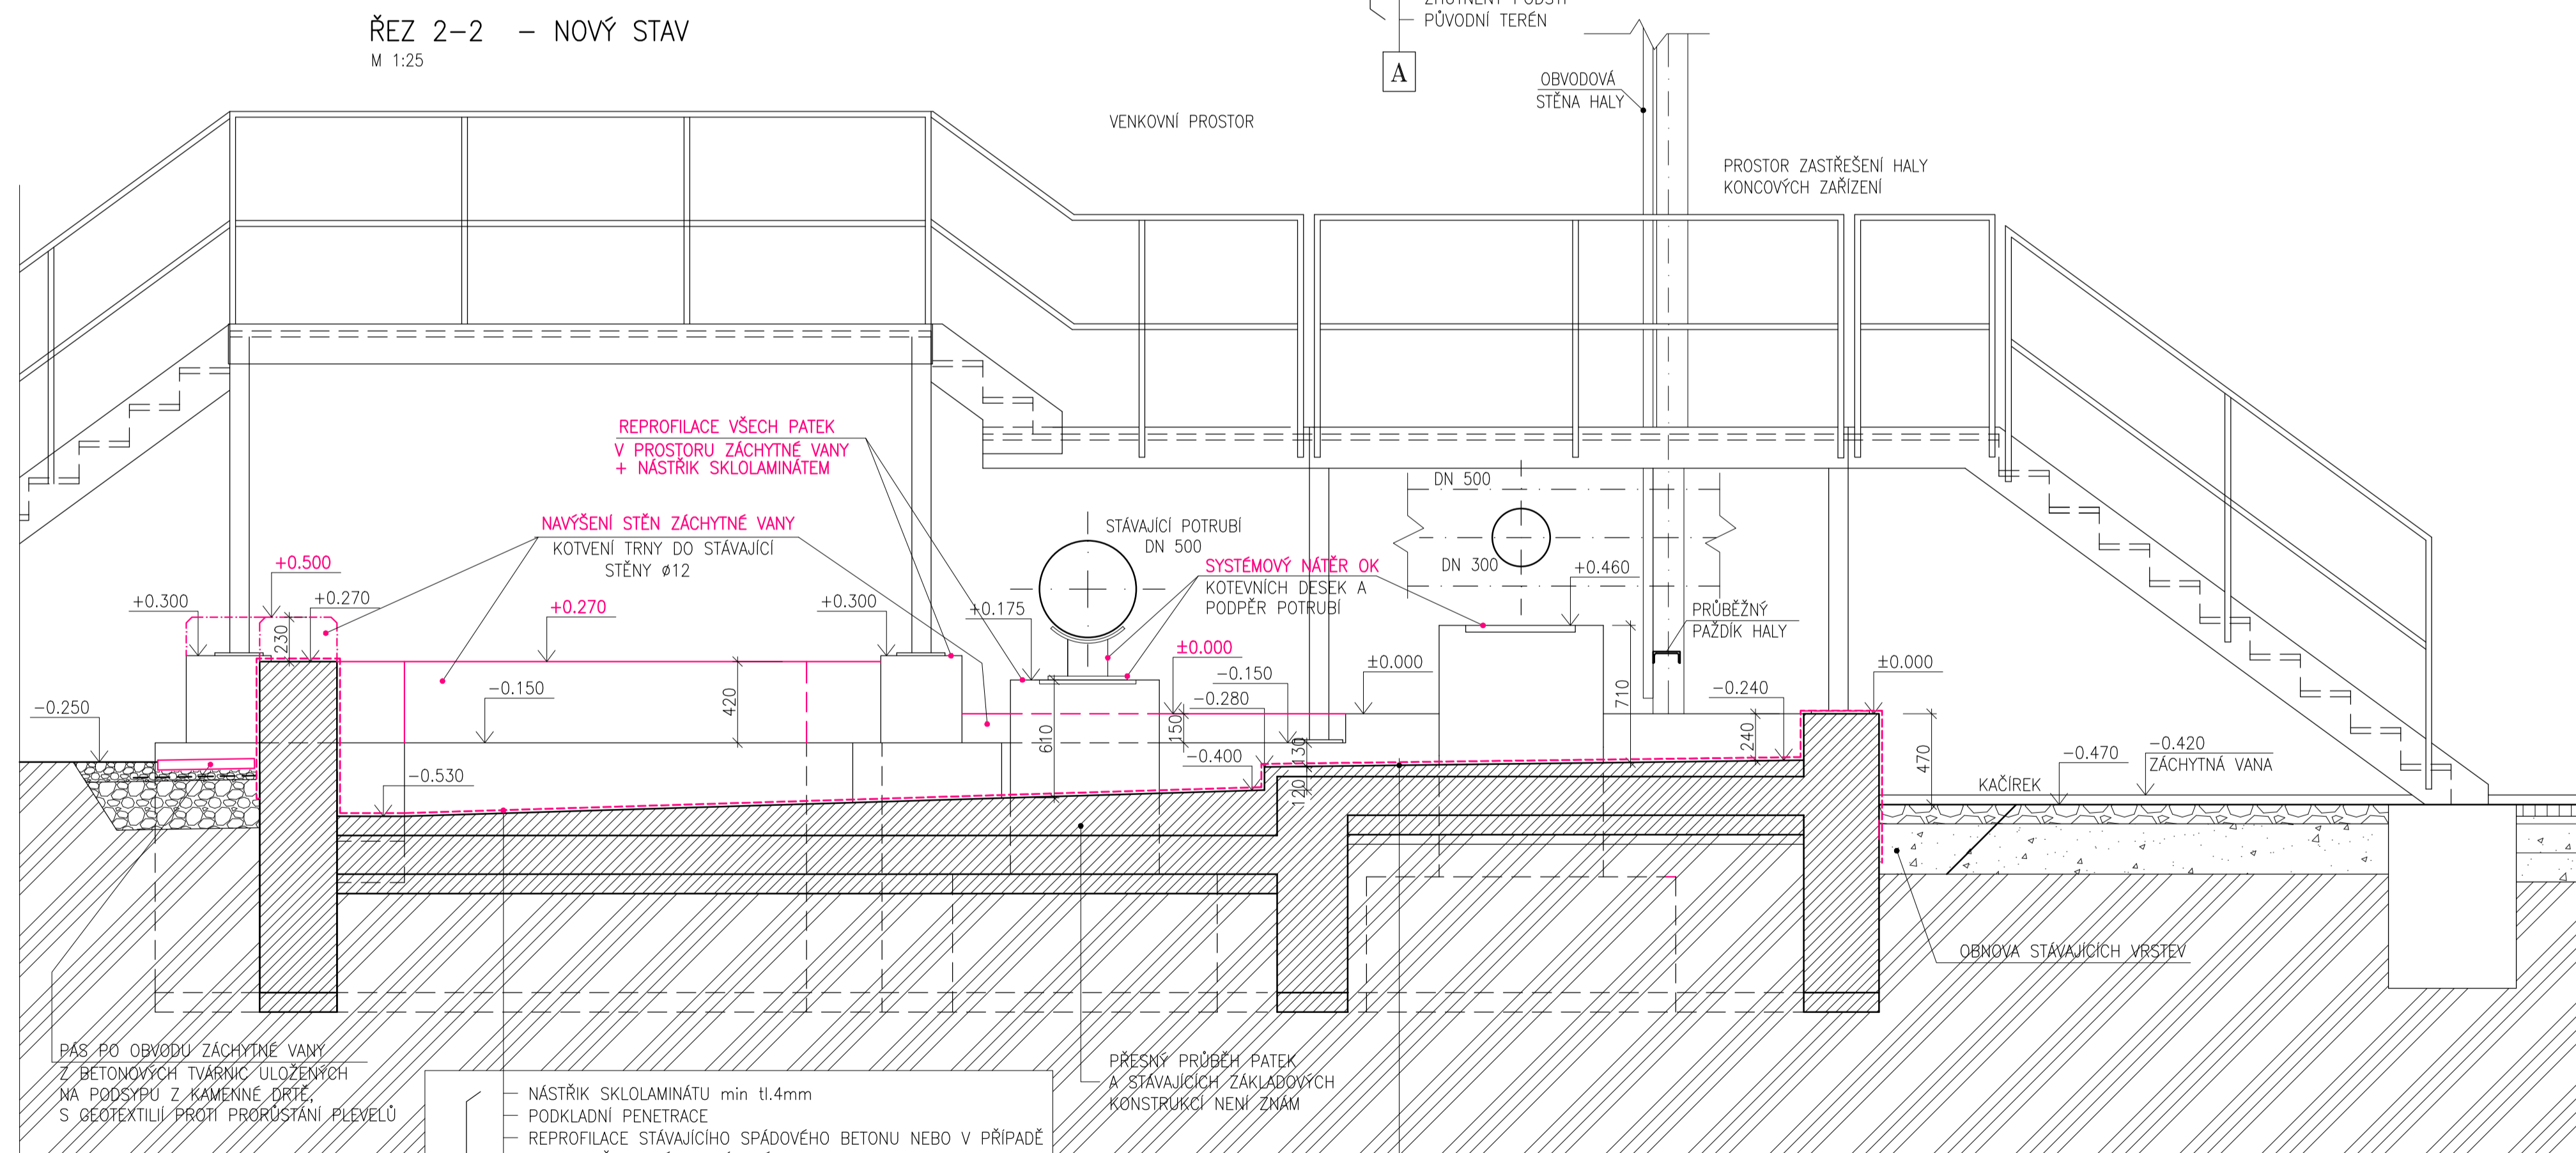 ŘEZ 2-2 - NOVÝ STAV
M 1:25
PŮVODNÍ TERÉN
A
OBVODOVÁ
STĚNA HALY
VENKOVNÍ PROSTOR
PROSTOR ZASTŘEŠENÍ HALY
KONCOVÝCH ZAŘÍZENÍ
REPROFILACE VŠECH PATEK
V PROSTORU ZÁCHYTNÉ VANY
+ NÁSTŘIK SKLOLAMINÁTEM
NAVÝŠENÍ STĚN ZÁCHYTNÉ VANY
KOTVENÍ TRNY DO STÁVAJÍCÍ
STĚNY ø12
STÁVAJÍCÍ POTRUBÍ
DN 500
SYSTÉMOVÝ NÁTĚR OK
KOTEVNÍCH DESEK A
PODPĚR POTRUBÍ
DN 500
DN 300
+0.460
PRŮBĚŽNÝ
PAŽDÍK HALY
+0.500
+0.300
+0.270
230
+0.270
+0.300
+0.175
±0.000
-0.150
-0.280
±0.000
-0.240
±0.000
-0.250
-0.150
420
610
150
-0.400
130
120
710
240
470
-0.530
KAČÍREK
-0.470
-0.420
ZÁCHYTNÁ VANA
OBNOVA STÁVAJÍCÍCH VRSTEV
PÁS PO OBVODU ZÁCHYTNÉ VANY
Z BETONOVÝCH TVÁRNIC ULOŽENÝCH
NA PODSYPU Z KAMENNÉ DRTĚ,
S GEOTEXTILIÍ PROTI PRORŮSTÁNÍ PLEVELŮ
NÁSTŘIK SKLOLAMINÁTU min tl.4mm
PODKLADNÍ PENETRACE
REPROFILACE STÁVAJÍCÍHO SPÁDOVÉHO BETONU NEBO V PŘÍPADĚ
PŘESNÝ PRŮBĚH PATEK
A STÁVAJÍCÍCH ZÁKLADOVÝCH
KONSTRUKCÍ NENÍ ZNÁM